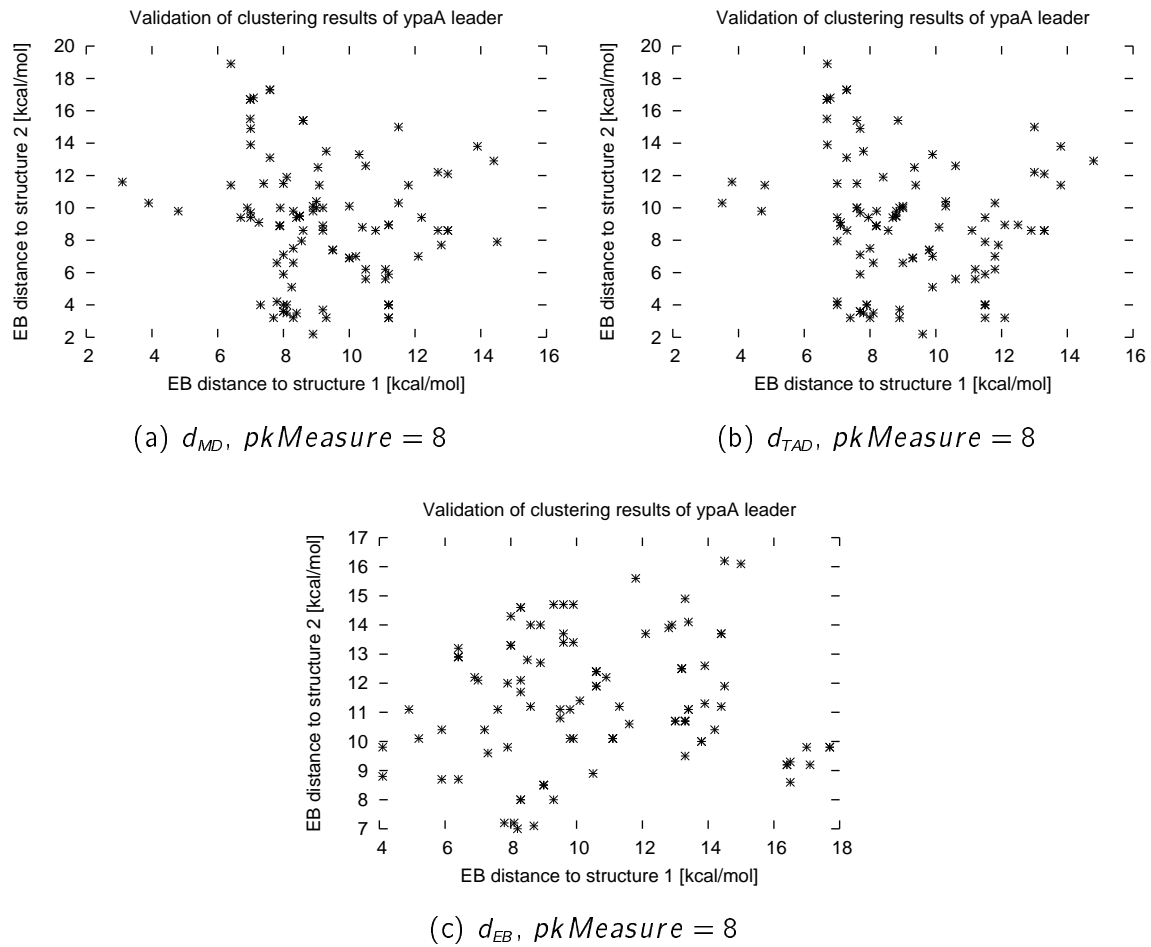 Validation of clustering results of ypaA leader
EB distance to structure 2 [kcal/mol]
20
18
16
14
12
10
8
6
4
2
2 4 6 8 10 12 14 16
EB distance to structure 1 [kcal/mol]
(a) d_MD, pkMeasure = 8
Validation of clustering results of ypaA leader
EB distance to structure 2 [kcal/mol]
20
18
16
14
12
10
8
6
4
2
2 4 6 8 10 12 14 16
EB distance to structure 1 [kcal/mol]
(b) d_TAD, pkMeasure = 8
Validation of clustering results of ypaA leader
EB distance to structure 2 [kcal/mol]
17
16
15
14
13
12
11
10
9
8
7
4 6 8 10 12 14 16 18
EB distance to structure 1 [kcal/mol]
(c) d_EB, pkMeasure = 8